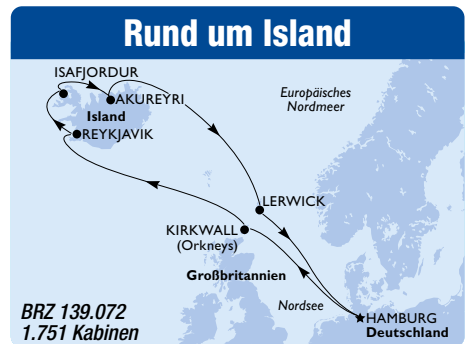 Rund um Island
ISAFJORDUR
AKUREYRI
Europäisches
Nordmeer
Island
REYKJAVIK
LERWICK
KIRKWALL
(Orkneys)
Großbritannien
Nordsee
BRZ 139.072
1.751 Kabinen
HAMBURG
Deutschland